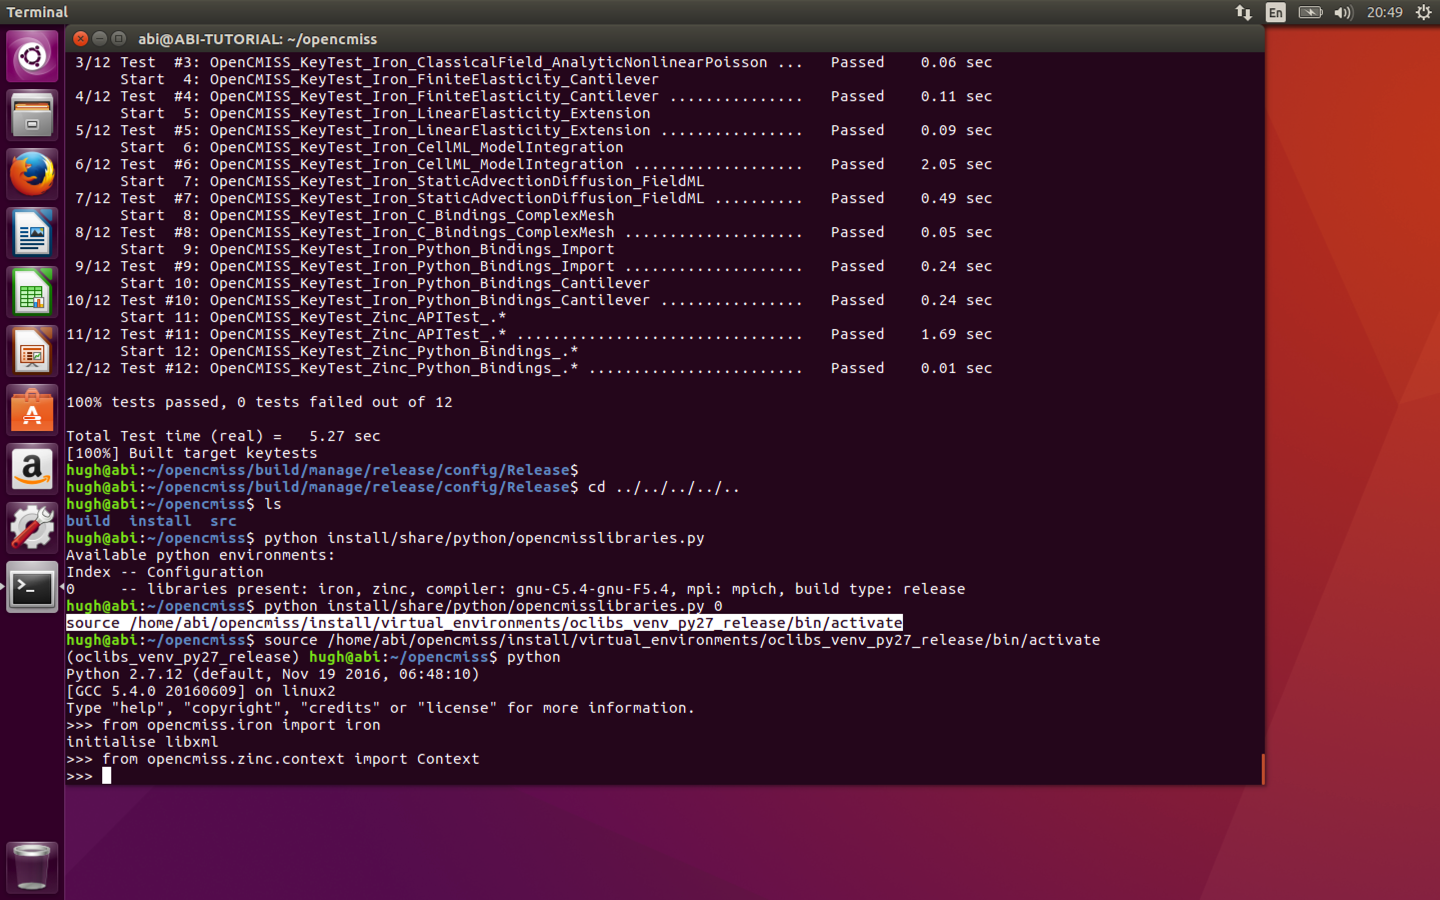 Terminal
En
20:49
abi@ABI-TUTORIAL: ~/opencmiss
3/12 Test  #3: OpenCMISS_KeyTest_Iron_ClassicalField_AnalyticNonlinearPoisson ...   Passed    0.06 sec
Start  4: OpenCMISS_KeyTest_Iron_FiniteElasticity_Cantilever
4/12 Test  #4: OpenCMISS_KeyTest_Iron_FiniteElasticity_Cantilever ...............   Passed    0.11 sec
Start  5: OpenCMISS_KeyTest_Iron_LinearElasticity_Extension
5/12 Test  #5: OpenCMISS_KeyTest_Iron_LinearElasticity_Extension ................   Passed    0.09 sec
Start  6: OpenCMISS_KeyTest_Iron_CellML_ModelIntegration
6/12 Test  #6: OpenCMISS_KeyTest_Iron_CellML_ModelIntegration ...................   Passed    2.05 sec
Start  7: OpenCMISS_KeyTest_Iron_StaticAdvectionDiffusion_FieldML
7/12 Test  #7: OpenCMISS_KeyTest_Iron_StaticAdvectionDiffusion_FieldML ..........   Passed    0.49 sec
Start  8: OpenCMISS_KeyTest_Iron_C_Bindings_ComplexMesh
8/12 Test  #8: OpenCMISS_KeyTest_Iron_C_Bindings_ComplexMesh ....................   Passed    0.05 sec
Start  9: OpenCMISS_KeyTest_Iron_Python_Bindings_Import
9/12 Test  #9: OpenCMISS_KeyTest_Iron_Python_Bindings_Import ....................   Passed    0.24 sec
Start 10: OpenCMISS_KeyTest_Iron_Python_Bindings_Cantilever
10/12 Test #10: OpenCMISS_KeyTest_Iron_Python_Bindings_Cantilever ................   Passed    0.24 sec
Start 11: OpenCMISS_KeyTest_Zinc_APITest_.*
11/12 Test #11: OpenCMISS_KeyTest_Zinc_APITest_.* ................................   Passed    1.69 sec
Start 12: OpenCMISS_KeyTest_Zinc_Python_Bindings_.*
12/12 Test #12: OpenCMISS_KeyTest_Zinc_Python_Bindings_.* ........................   Passed    0.01 sec
100% tests passed, 0 tests failed out of 12
Total Test time (real) =   5.27 sec
[100%] Built target keytests
hugh@abi:~/opencmiss/build/manage/release/config/Release$
hugh@abi:~/opencmiss/build/manage/release/config/Release$ cd ../../../../..
hugh@abi:~/opencmiss$ ls
build  install  src
hugh@abi:~/opencmiss$ python install/share/python/opencmisslibraries.py
Available python environments:
Index -- Configuration
0     -- libraries present: iron, zinc, compiler: gnu-C5.4-gnu-F5.4, mpi: mpich, build type: release
hugh@abi:~/opencmiss$ python install/share/python/opencmisslibraries.py 0
source /home/abi/opencmiss/install/virtual_environments/oclibs_venv_py27_release/bin/activate
hugh@abi:~/opencmiss$ source /home/abi/opencmiss/install/virtual_environments/oclibs_venv_py27_release/bin/activate
(oclibs_venv_py27_release) hugh@abi:~/opencmiss$ python
Python 2.7.12 (default, Nov 19 2016, 06:48:10)
[GCC 5.4.0 20160609] on linux2
Type "help", "copyright", "credits" or "license" for more information.
>>> from opencmiss.iron import iron
initialise libxml
>>> from opencmiss.zinc.context import Context
>>>